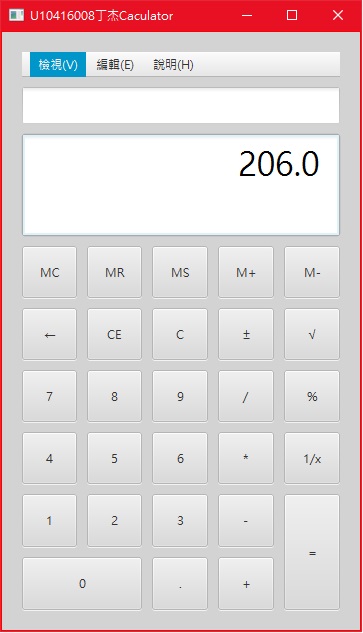 U10416008丁杰Caculator
檢視(V) 編輯(E) 說明(H)
206.0
MC MR MS M+ M-
← CE C ± √
7 8 9 / %
4 5 6 * 1/x
1 2 3 -
=
0 . +